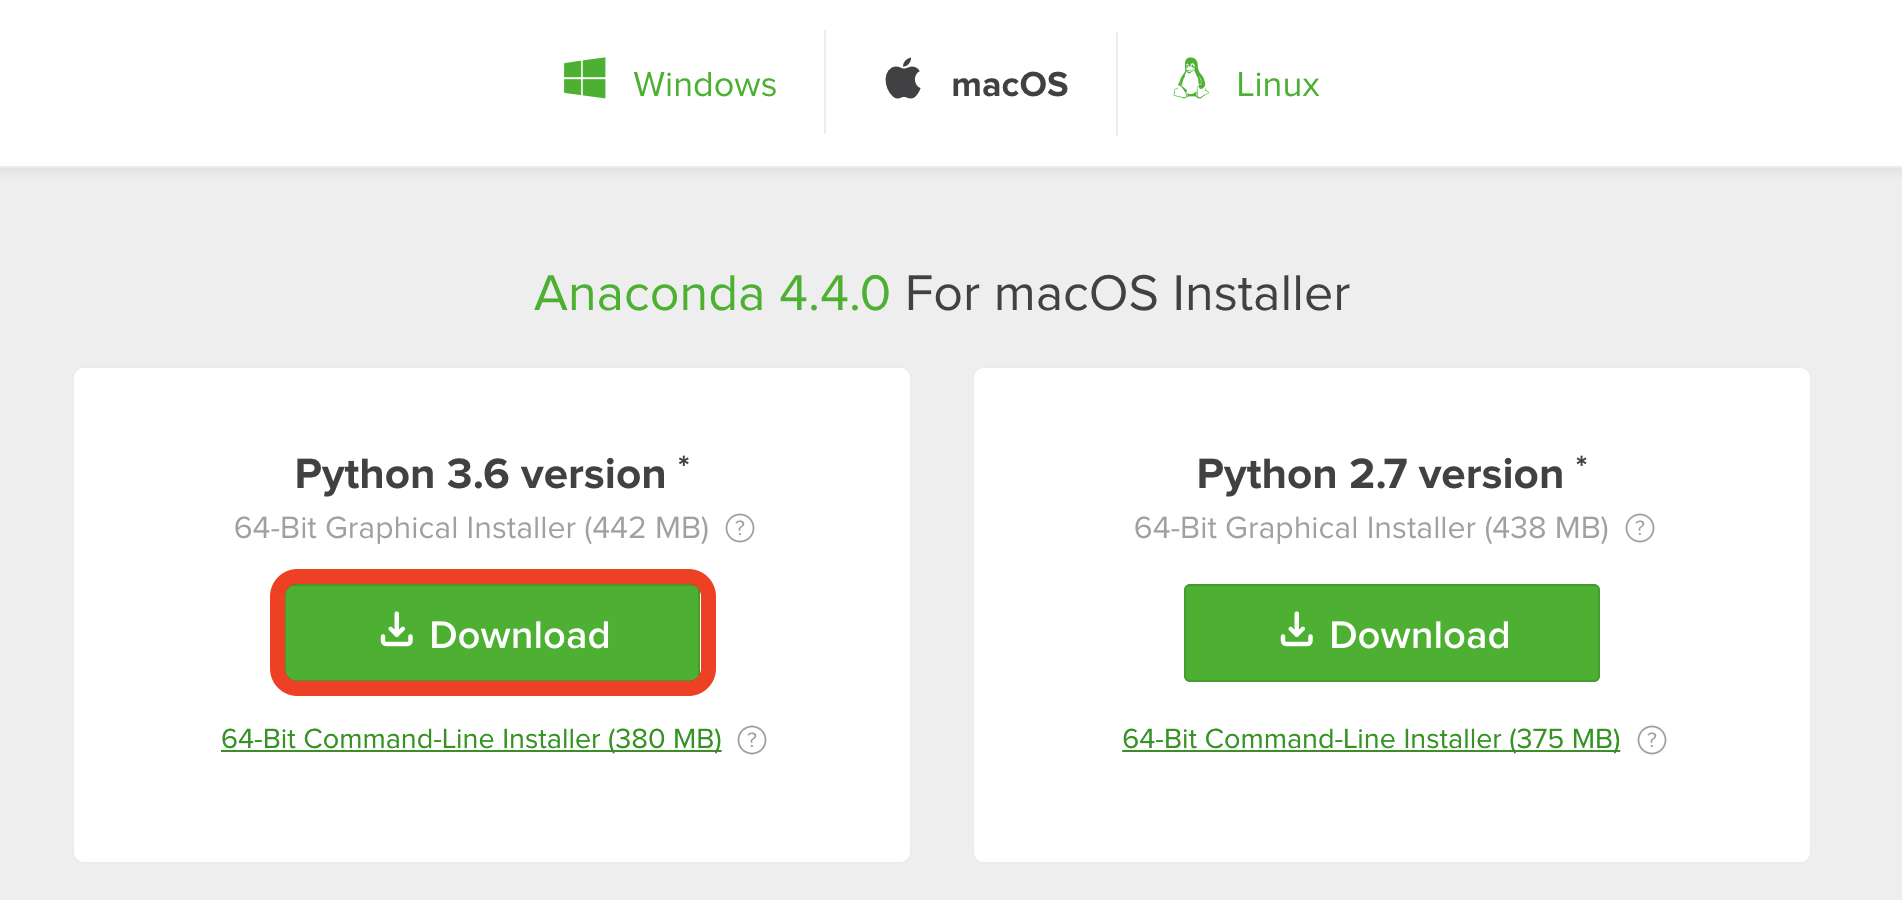 Windows
macOS
Linux
Anaconda 4.4.0 For macOS Installer
Python 3.6 version *
64-Bit Graphical Installer (442 MB) ?
Download
64-Bit Command-Line Installer (380 MB) ?
Python 2.7 version *
64-Bit Graphical Installer (438 MB) ?
Download
64-Bit Command-Line Installer (375 MB) ?